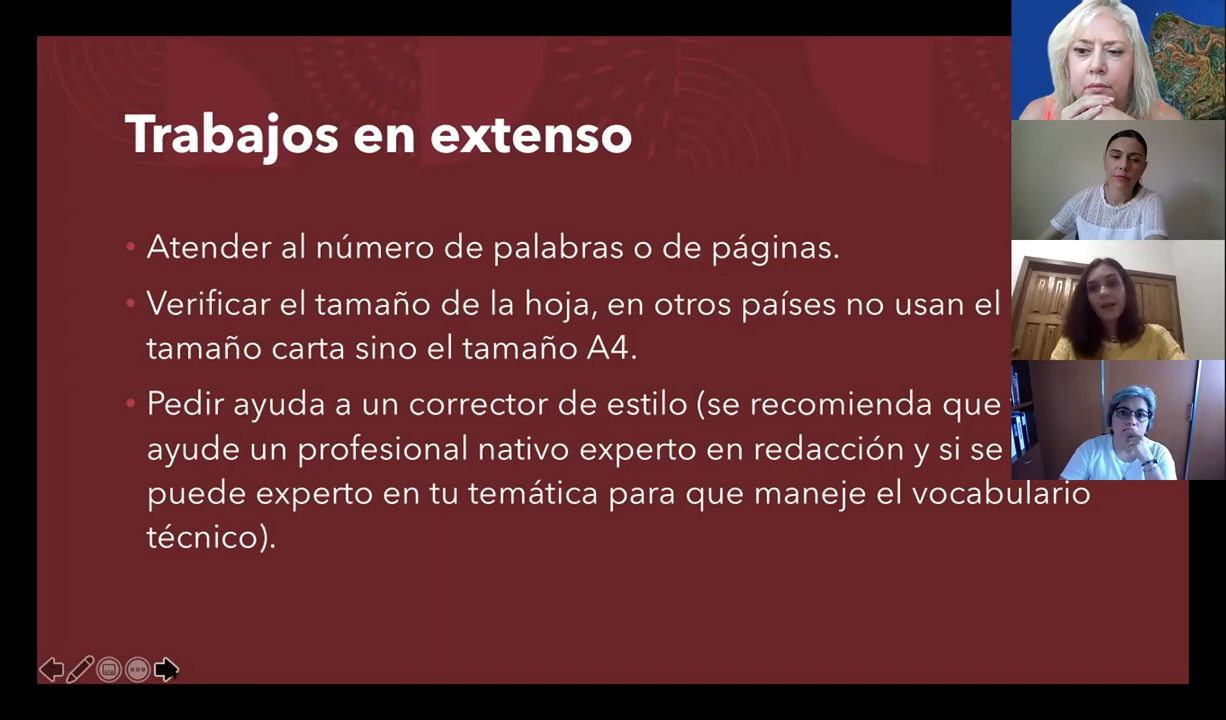 Trabajos en extenso
• Atender al número de palabras o de páginas.
• Verificar el tamaño de la hoja, en otros países no usan el
tamaño carta sino el tamaño A4.
• Pedir ayuda a un corrector de estilo (se recomienda que
ayude un profesional nativo experto en redacción y si se
puede experto en tu temática para que maneje el vocabulario
técnico).